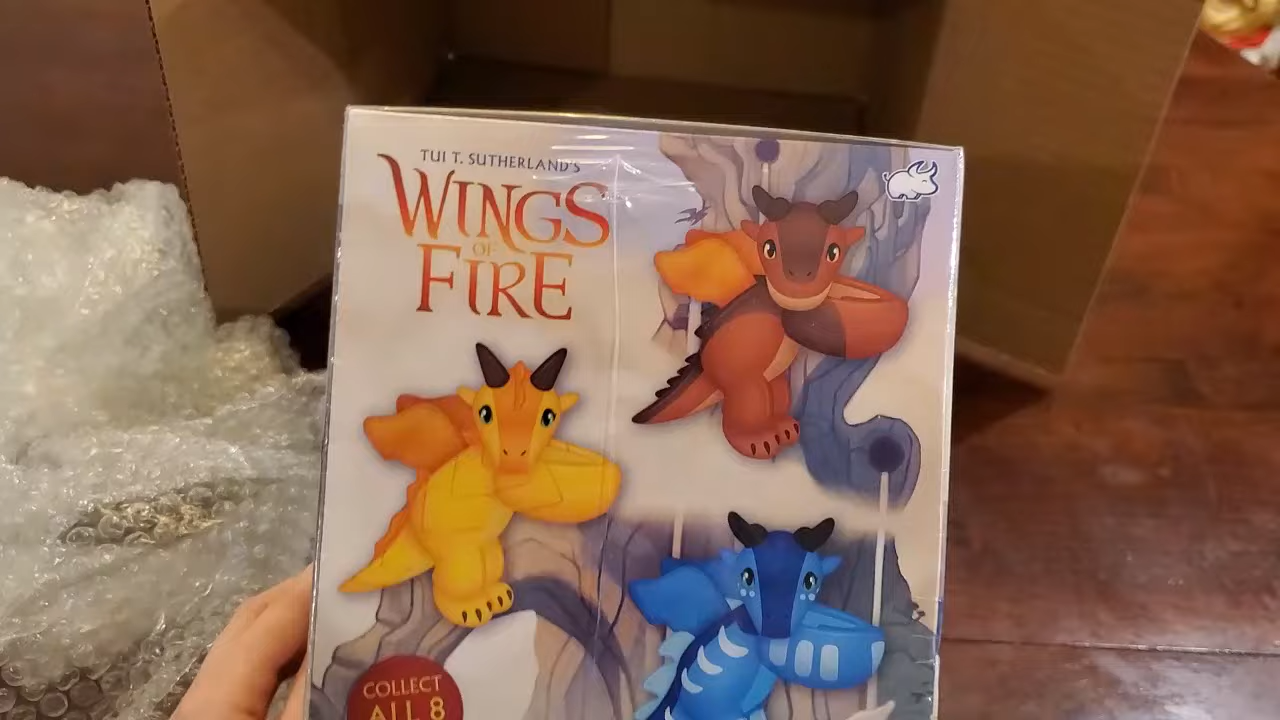 TUI T. SUTHERLAND'S
WINGS
OF
FIRE
COLLECT
ALL 8